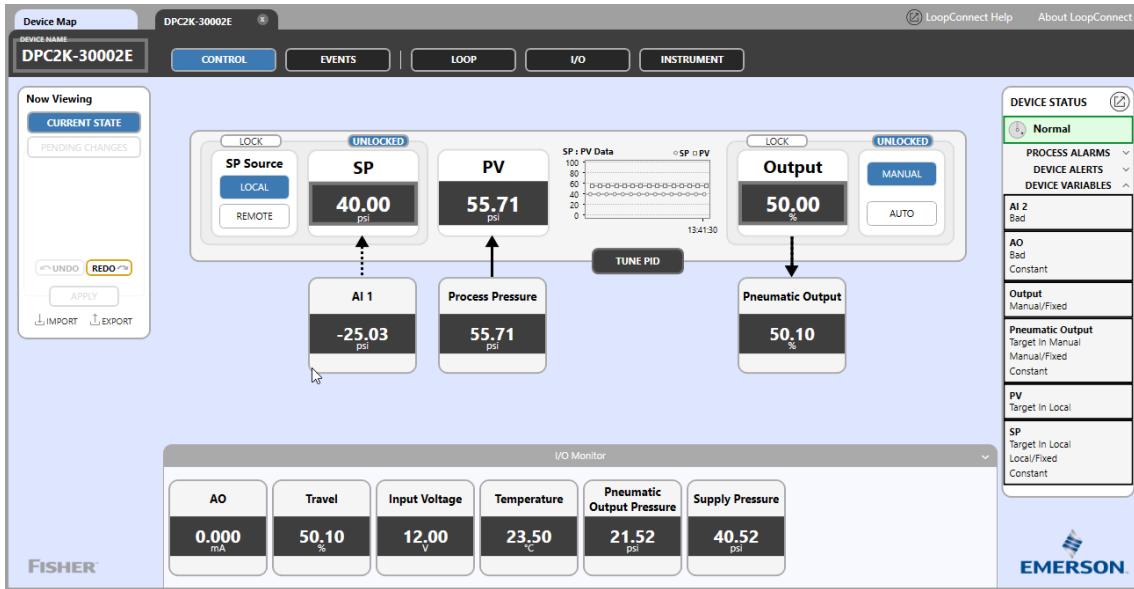 Device Map
DPC2K-30002E
LoopConnect Help
About LoopConnect
DEVICE NAME
DPC2K-30002E
CONTROL
EVENTS
LOOP
I/O
INSTRUMENT
Now Viewing
CURRENT STATE
PENDING CHANGES
UNDO
REDO
APPLY
IMPORT
EXPORT
LOCK
UNLOCKED
SP Source
LOCAL
REMOTE
SP
40.00
psi
PV
55.71
psi
SP : PV Data
SP
PV
100
80
60
40
20
0
13:41:30
TUNE PID
LOCK
UNLOCKED
Output
50.00
%
MANUAL
AUTO
AI 1
-25.03
psi
Process Pressure
55.71
psi
Pneumatic Output
50.10
%
DEVICE STATUS
Normal
PROCESS ALARMS
DEVICE ALERTS
DEVICE VARIABLES
AI 2
Bad
AO
Bad
Constant
Output
Manual/Fixed
Pneumatic Output
Target In Manual
Manual/Fixed
Constant
PV
Target In Local
SP
Target In Local
Local/Fixed
Constant
I/O Monitor
AO
0.000
mA
Travel
50.10
%
Input Voltage
12.00
V
Temperature
23.50
°C
Pneumatic
Output Pressure
21.52
psi
Supply Pressure
40.52
psi
FISHER
EMERSON